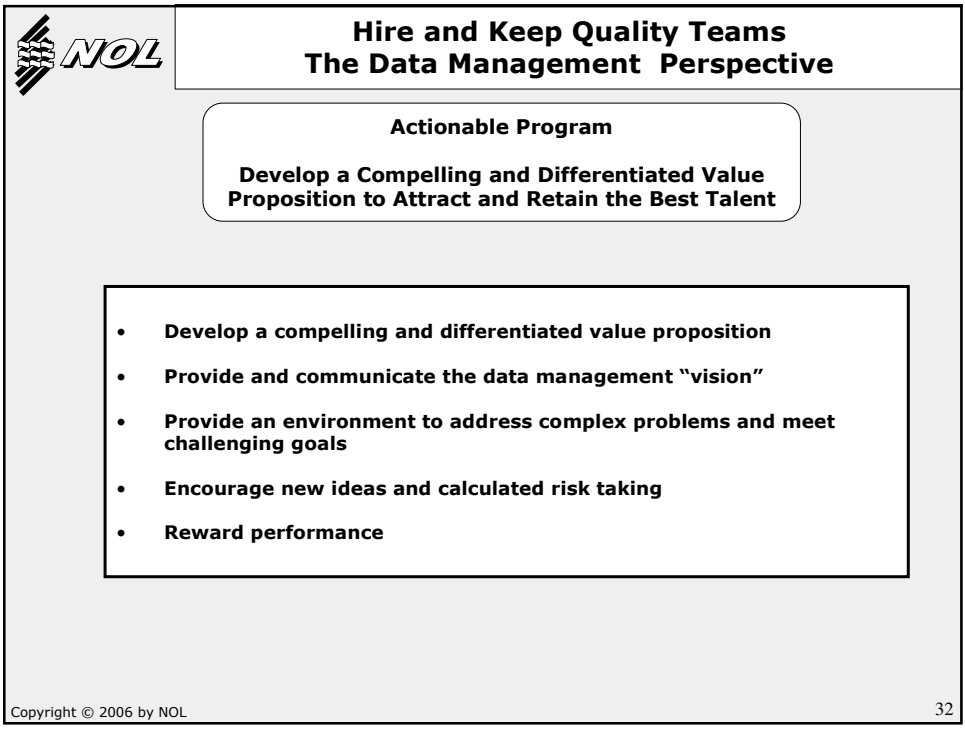 NOL
Hire and Keep Quality Teams
The Data Management Perspective
Actionable Program
Develop a Compelling and Differentiated Value
Proposition to Attract and Retain the Best Talent
• Develop a compelling and differentiated value proposition
• Provide and communicate the data management “vision”
• Provide an environment to address complex problems and meet
challenging goals
• Encourage new ideas and calculated risk taking
• Reward performance
Copyright © 2006 by NOL
32